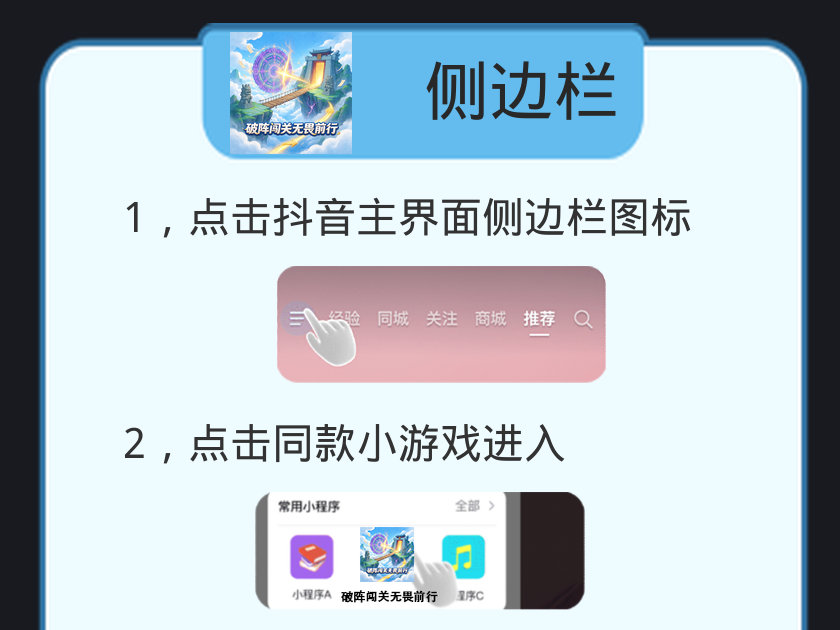 破阵闯关无畏前行
侧边栏
1，点击抖音主界面侧边栏图标
经验 同城 关注 商城 推荐
2，点击同款小游戏进入
常用小程序 全部
破阵闯关无畏前行
小程序A 破阵闯关无畏前行 程序C